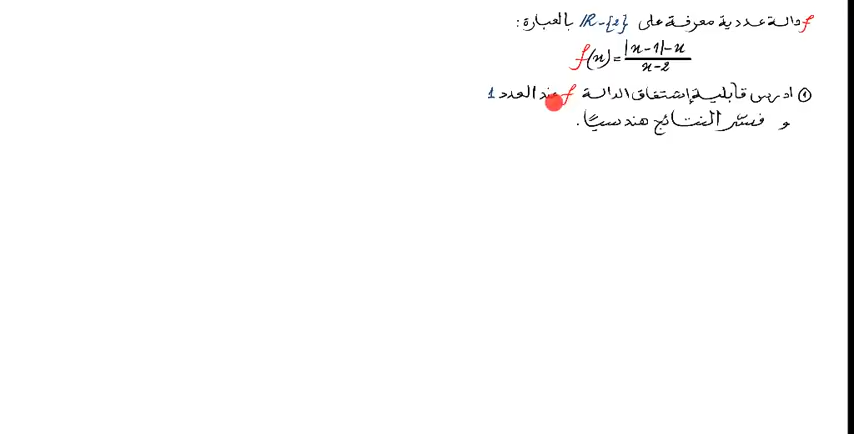 f دالة عددية معرفة على ℝ-{2} بالعبارة :
f(x)=\frac{|x-1|-x}{x-2}
① ادرس قابلية إشتقاق الدالة f عند العدد 1
و فسّر النتائج هندسيًا.